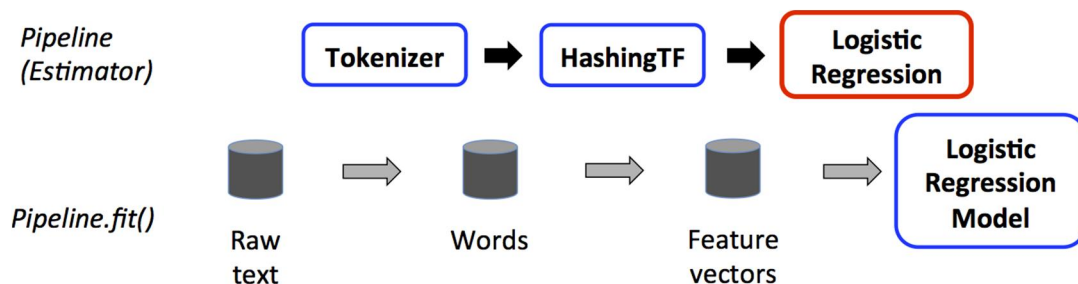 Pipeline
(Estimator)
Tokenizer
HashingTF
Logistic
Regression
Pipeline.fit()
Raw
text
Words
Feature
vectors
Logistic
Regression
Model